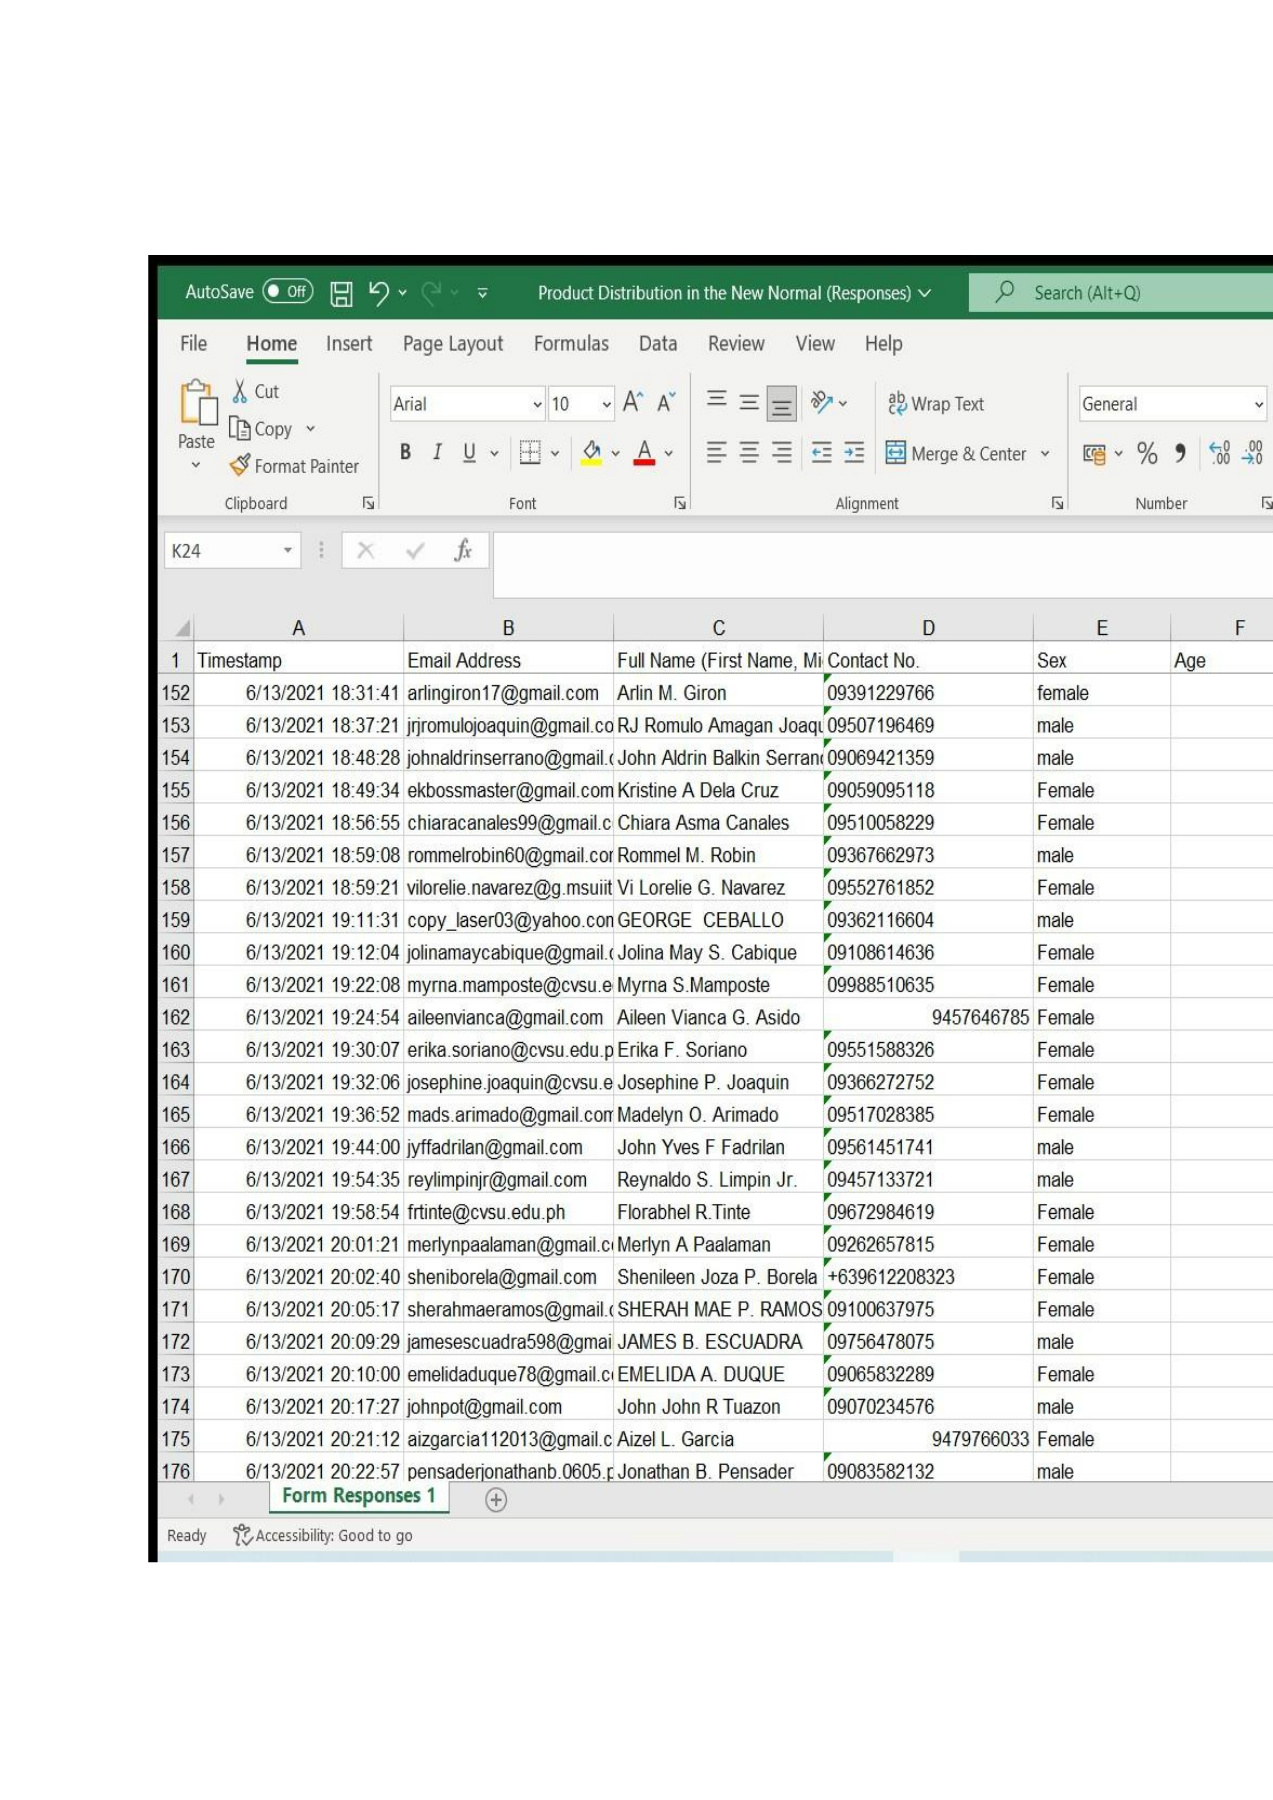 AutoSave Off Product Distribution in the New Normal (Responses) Search (Alt+Q)
File Home Insert Page Layout Formulas Data Review View Help
Cut
Copy
Format Painter
Paste
Arial 10
B I U A
Wrap Text
Merge & Center
General
Clipboard Font Alignment Number
K24 fx
A B C D E F
1 Timestamp Email Address Full Name (First Name, Mi Contact No. Sex Age
152 6/13/2021 18:31:41 arlingiron17@gmail.com Arlin M. Giron 09391229766 female
153 6/13/2021 18:37:21 jrjromulojoaquin@gmail.co RJ Romulo Amagan Joaqu 09507196469 male
154 6/13/2021 18:48:28 johnaldrinserrano@gmail.c John Aldrin Balkin Serrano 09069421359 male
155 6/13/2021 18:49:34 ekbossmaster@gmail.com Kristine A Dela Cruz 09059095118 Female
156 6/13/2021 18:56:55 chiaracanales99@gmail.c Chiara Asma Canales 09510058229 Female
157 6/13/2021 18:59:08 rommelrobin60@gmail.cor Rommel M. Robin 09367662973 male
158 6/13/2021 18:59:21 vilorelie.navarez@g.msuiit Vi Lorelie G. Navarez 09552761852 Female
159 6/13/2021 19:11:31 copy_laser03@yahoo.con GEORGE CEBALLO 09362116604 male
160 6/13/2021 19:12:04 jolinamaycabique@gmail.c Jolina May S. Cabique 09108614636 Female
161 6/13/2021 19:22:08 myrna.mamposte@cvsu.e Myrna S.Mamposte 09988510635 Female
162 6/13/2021 19:24:54 aileenvianca@gmail.com Aileen Vianca G. Asido 9457646785 Female
163 6/13/2021 19:30:07 erika.soriano@cvsu.edu.p Erika F. Soriano 09551588326 Female
164 6/13/2021 19:32:06 josephine.joaquin@cvsu.e Josephine P. Joaquin 09366272752 Female
165 6/13/2021 19:36:52 mads.arimado@gmail.com Madelyn O. Arimado 09517028385 Female
166 6/13/2021 19:44:00 jyffadrilan@gmail.com John Yves F Fadrilan 09561451741 male
167 6/13/2021 19:54:35 reylimpinjr@gmail.com Reynaldo S. Limpin Jr. 09457133721 male
168 6/13/2021 19:58:54 frtinte@cvsu.edu.ph Florabhel R.Tinte 09672984619 Female
169 6/13/2021 20:01:21 merlynpaalaman@gmail.c Merlyn A Paalaman 09262657815 Female
170 6/13/2021 20:02:40 sheniborela@gmail.com Shenileen Joza P. Borela +639612208323 Female
171 6/13/2021 20:05:17 sherahmaeramos@gmail.c SHERAH MAE P. RAMOS 09100637975 Female
172 6/13/2021 20:09:29 jamesescuadra598@gmai JAMES B. ESCUADRA 09756478075 male
173 6/13/2021 20:10:00 emelidaduque78@gmail.c EMELIDA A. DUQUE 09065832289 Female
174 6/13/2021 20:17:27 johnpot@gmail.com John John R Tuazon 09070234576 male
175 6/13/2021 20:21:12 aizgarcia112013@gmail.c Aizel L. Garcia 9479766033 Female
176 6/13/2021 20:22:57 pensaderjonathanb.0605.p Jonathan B. Pensader 09083582132 male
Form Responses 1
Ready Accessibility: Good to go